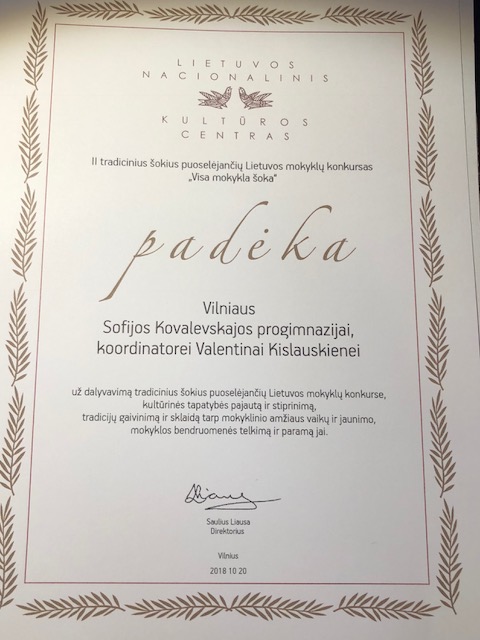 LIETUVOS
NACIONALINIS
KULTŪROS
CENTRAS
II tradicinius šokius puoselėjančių Lietuvos mokyklų konkursas
„Visa mokykla šoka“
padėka
Vilniaus
Sofijos Kovalevskajos progimnazijai,
koordinatorei Valentinai Kislauskienei
už dalyvavimą tradicinius šokius puoselėjančių Lietuvos mokyklų konkurse,
kultūrinės tapatybės pajautą ir stiprinimą,
tradicijų gaivinimą ir sklaidą tarp mokyklinio amžiaus vaikų ir jaunimo,
mokyklos bendruomenės telkimą ir paramą jai.
Saulius Liausa
Direktorius
Vilnius
2018 10 20